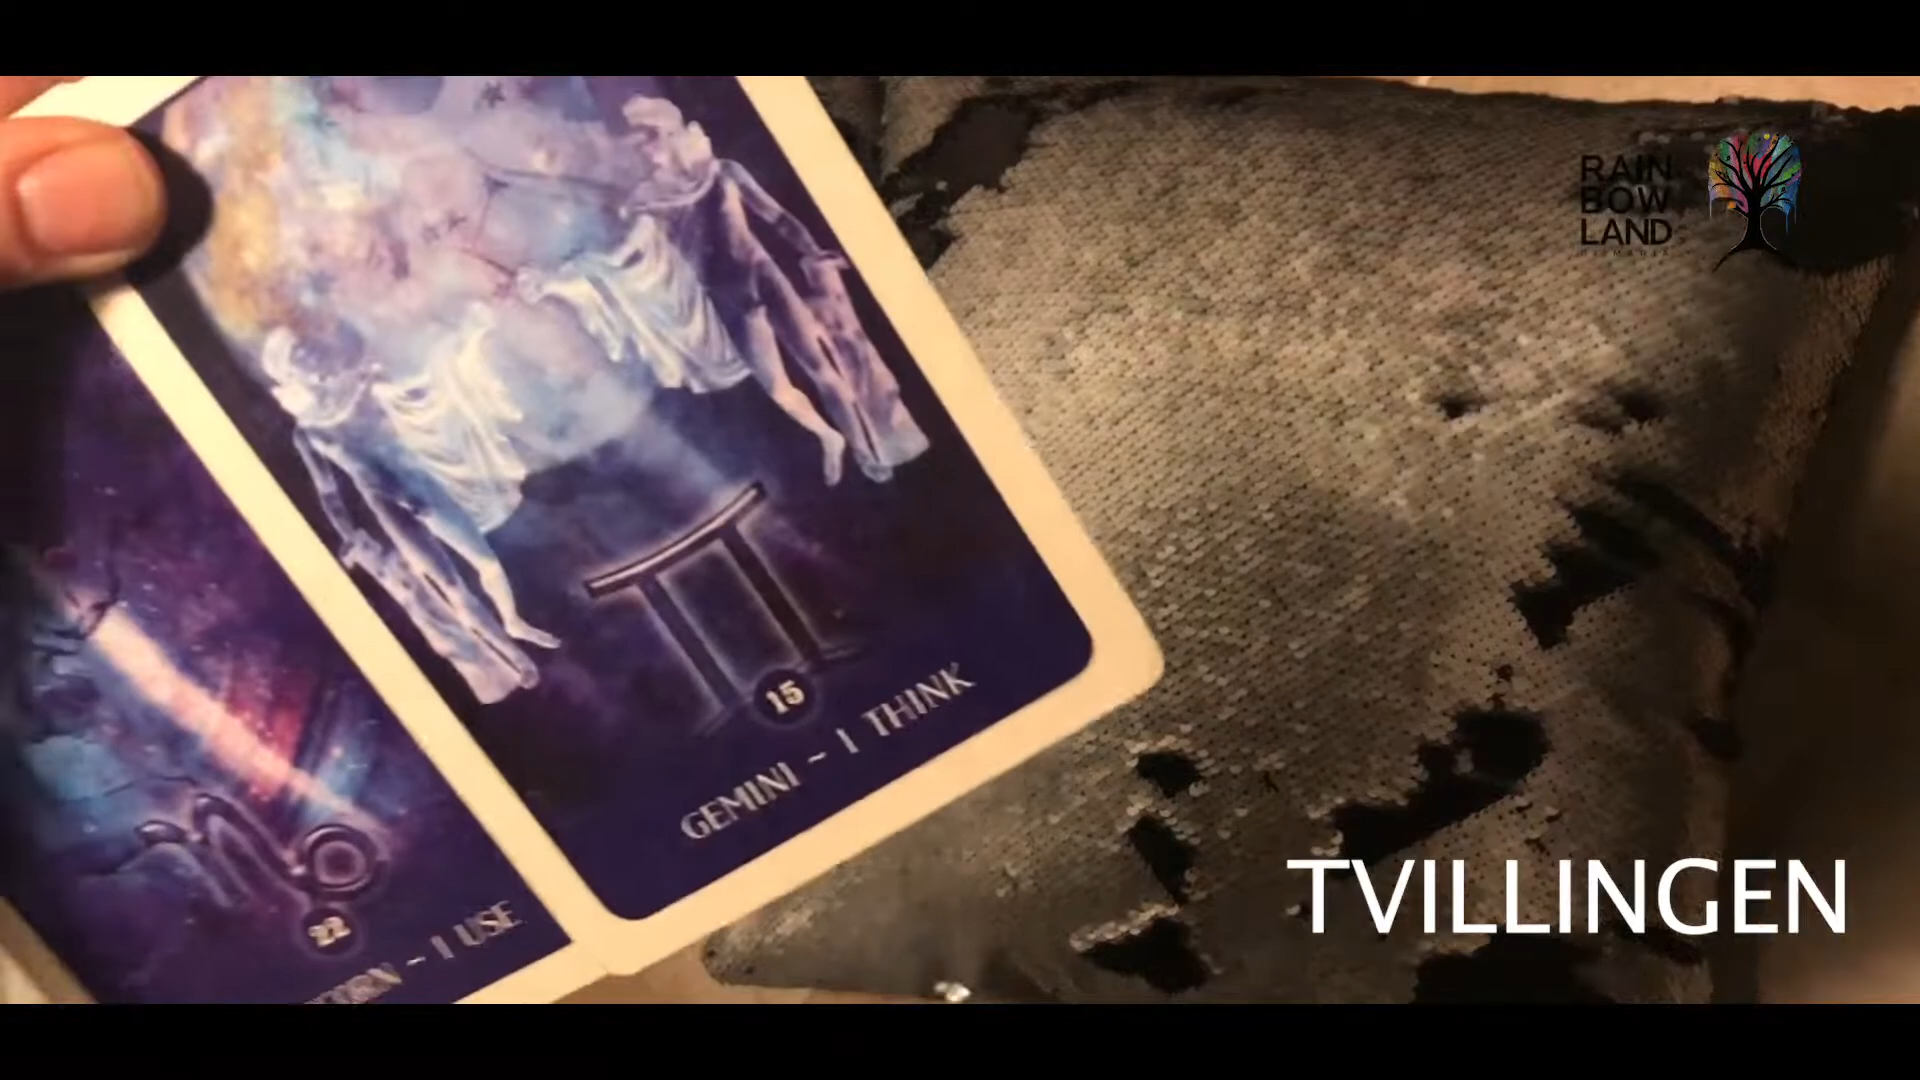 RAIN
BOW
LAND
15
GEMINI ~ I THINK
22
~ I USE
TVILLINGEN